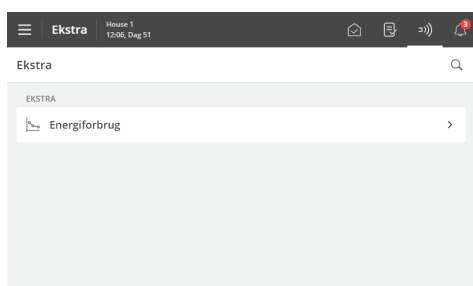 Ekstra
House 1
12:06, Dag 51
3
Ekstra
EKSTRA
Energiforbrug